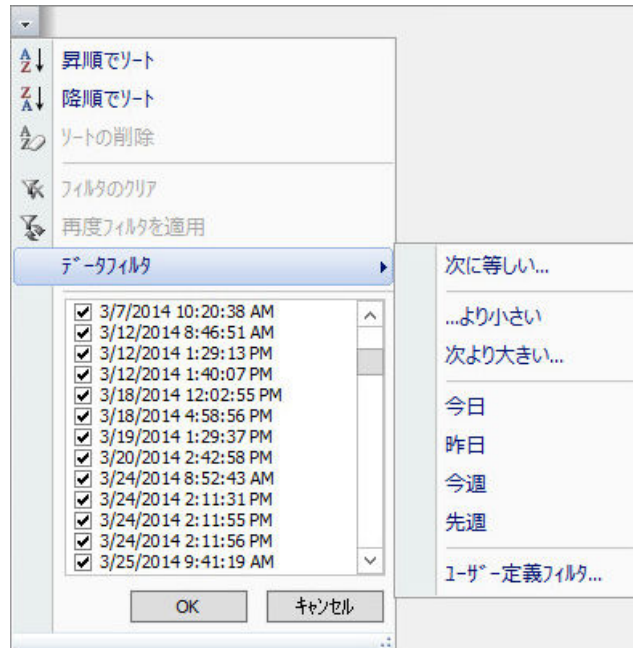 昇順でソート
降順でソート
ソートの削除
フィルタのクリア
再度フィルタを適用
データフィルタ
3/7/2014 10:20:38 AM
3/12/2014 8:46:51 AM
3/12/2014 1:29:13 PM
3/12/2014 1:40:07 PM
3/18/2014 12:02:55 PM
3/18/2014 4:58:56 PM
3/19/2014 1:29:37 PM
3/20/2014 2:42:58 PM
3/24/2014 8:52:43 AM
3/24/2014 2:11:31 PM
3/24/2014 2:11:55 PM
3/24/2014 2:11:56 PM
3/25/2014 9:41:19 AM
OK キャンセル
次に等しい...
...より小さい
次より大きい...
今日
昨日
今週
先週
ユーザー定義フィルタ...